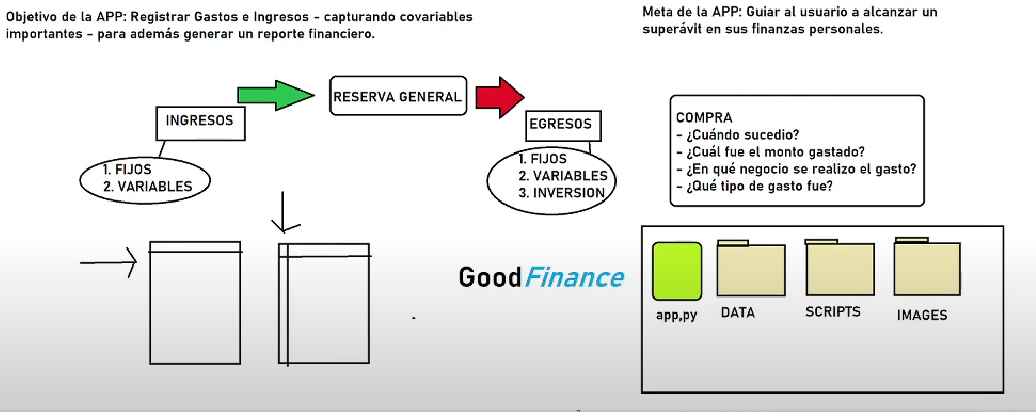 Objetivo de la APP: Registrar Gastos e Ingresos - capturando covariables
importantes - para además generar un reporte financiero.
Meta de la APP: Guiar al usuario a alcanzar un
superávit en sus finanzas personales.
INGRESOS
1. FIJOS
2. VARIABLES
RESERVA GENERAL
EGRESOS
1. FIJOS
2. VARIABLES
3. INVERSION
COMPRA
- ¿Cuándo sucedio?
- ¿Cuál fue el monto gastado?
- ¿En qué negocio se realizo el gasto?
- ¿Qué tipo de gasto fue?
GoodFinance
app.py
DATA
SCRIPTS
IMAGES